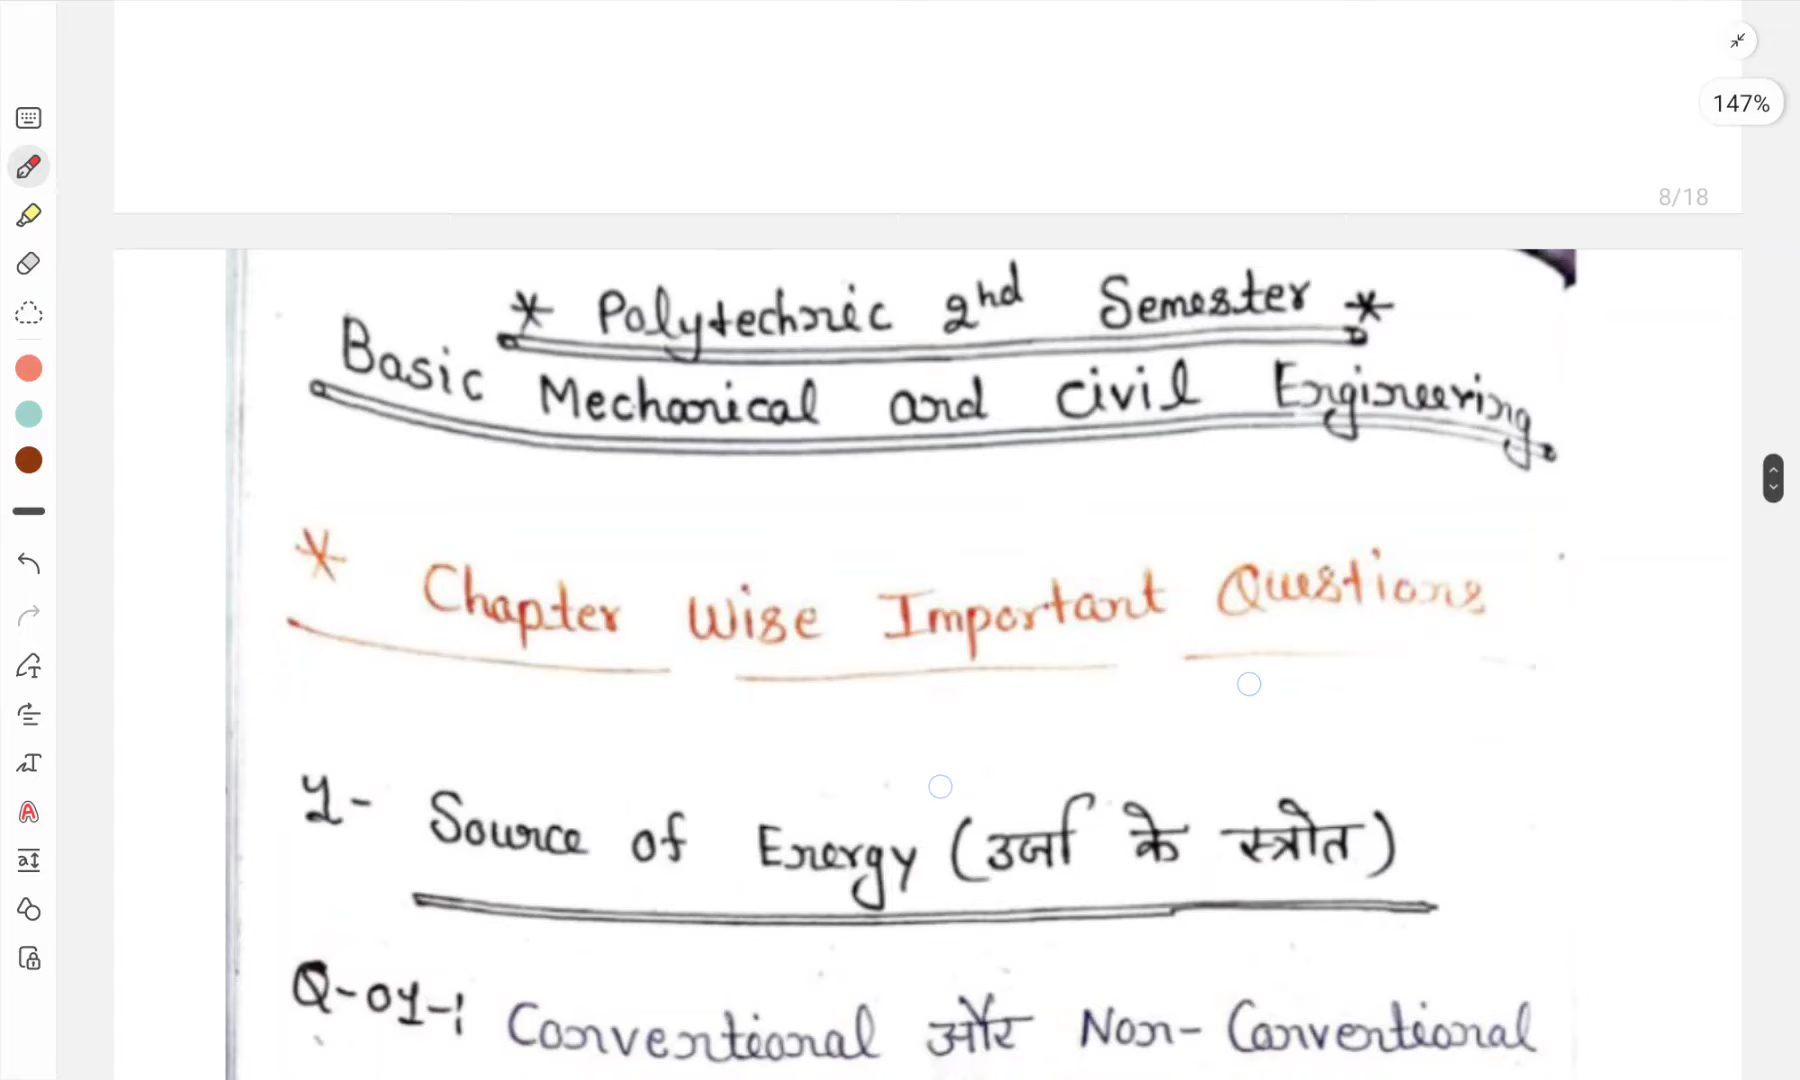 147%
8/18
* Polytechnic 2nd Semester *
Basic Mechanical and Civil Engineering
* Chapter Wise Important Questions
1- Source of Energy (उर्जा के स्त्रोत)
Q-01-: Conventional और Non-Conventional